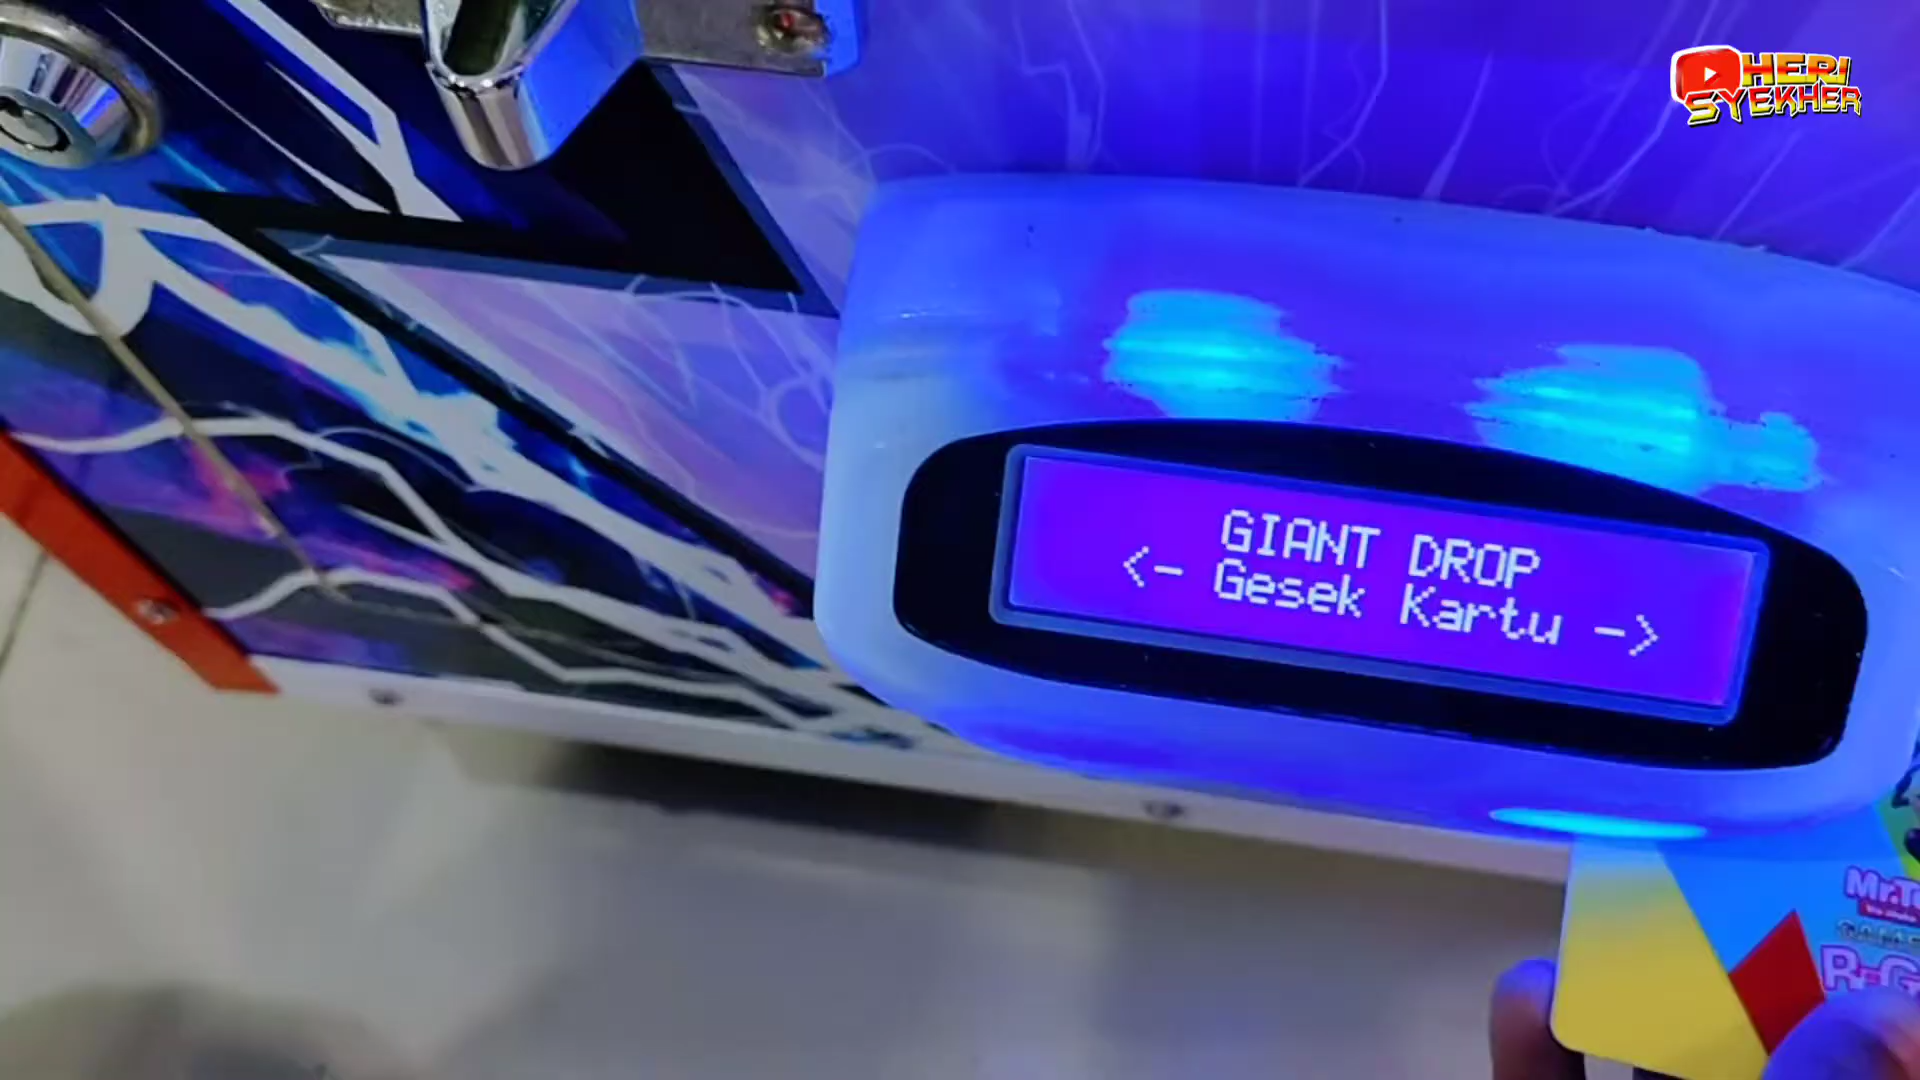 HERI
SYEKHER
GIANT DROP
<- Gesek Kartu ->